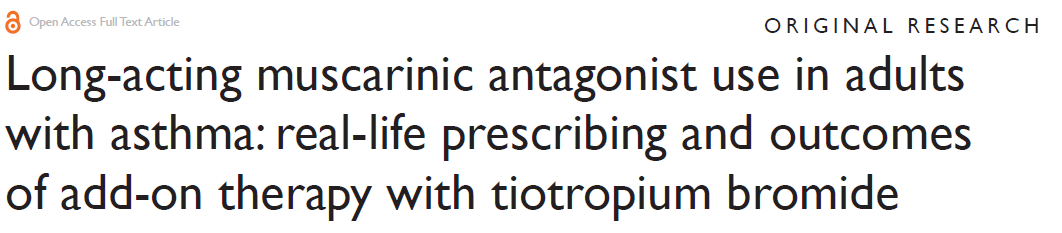 Open Access Full Text Article
ORIGINAL RESEARCH
Long-acting muscarinic antagonist use in adults
with asthma: real-life prescribing and outcomes
of add-on therapy with tiotropium bromide